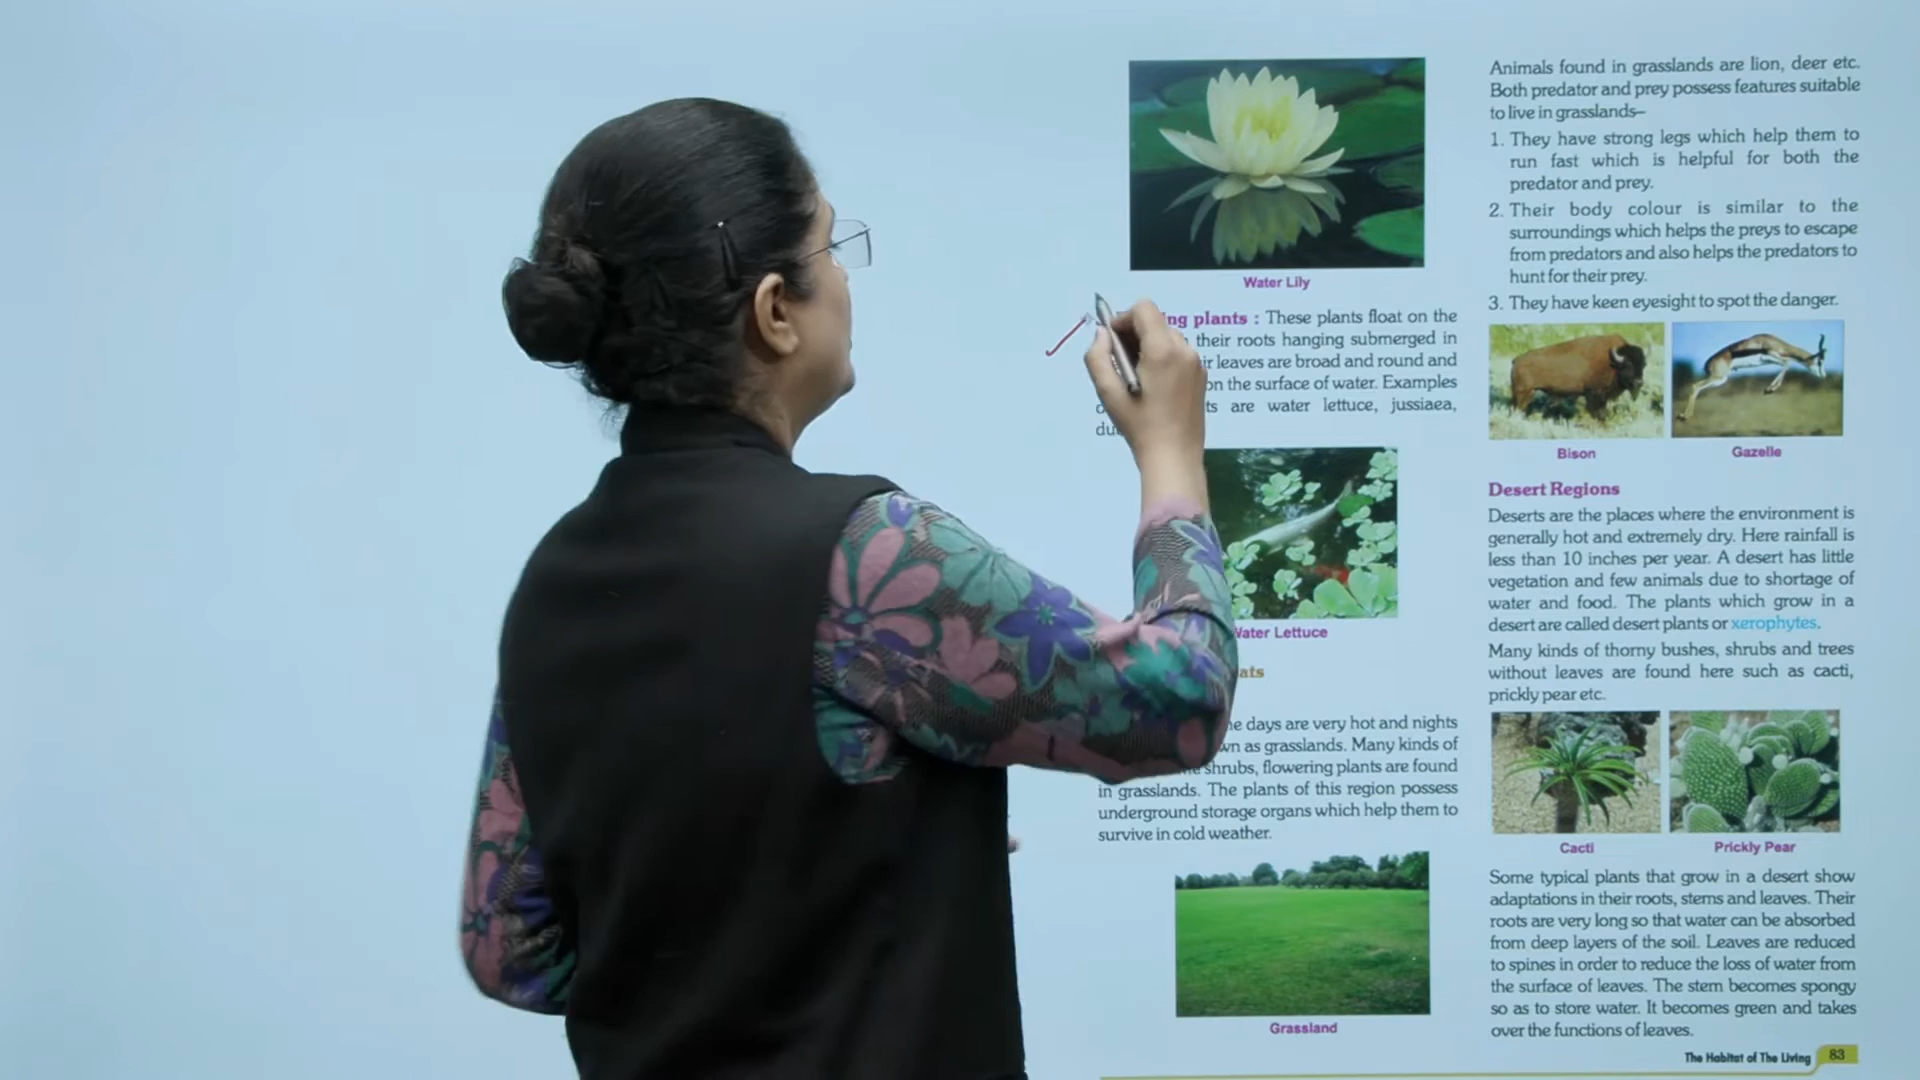 Water Lily
plants : These plants float on the
their roots hanging submerged in
leaves are broad and round and
on the surface of water. Examples
are water lettuce, jussiaea,
Water Lettuce
days are very hot and nights
as grasslands. Many kinds of
shrubs, flowering plants are found
in grasslands. The plants of this region possess
underground storage organs which help them to
survive in cold weather.
Grassland
Animals found in grasslands are lion, deer etc.
Both predator and prey possess features suitable
to live in grasslands–
1. They have strong legs which help them to
run fast which is helpful for both the
predator and prey.
2. Their body colour is similar to the
surroundings which helps the preys to escape
from predators and also helps the predators to
hunt for their prey.
3. They have keen eyesight to spot the danger.
Bison
Gazelle
Desert Regions
Deserts are the places where the environment is
generally hot and extremely dry. Here rainfall is
less than 10 inches per year. A desert has little
vegetation and few animals due to shortage of
water and food. The plants which grow in a
desert are called desert plants or xerophytes.
Many kinds of thorny bushes, shrubs and trees
without leaves are found here such as cacti,
prickly pear etc.
Cacti
Prickly Pear
Some typical plants that grow in a desert show
adaptations in their roots, stems and leaves. Their
roots are very long so that water can be absorbed
from deep layers of the soil. Leaves are reduced
to spines in order to reduce the loss of water from
the surface of leaves. The stem becomes spongy
so as to store water. It becomes green and takes
over the functions of leaves.
The Habitat of The Living 83